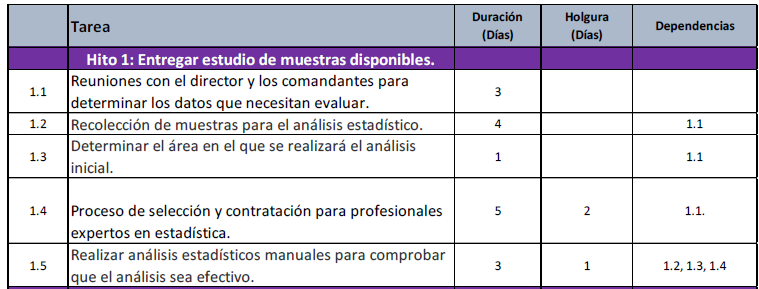 Tarea Duración (Días) Holgura (Días) Dependencias
Hito 1: Entregar estudio de muestras disponibles.
1.1 Reuniones con el director y los comandantes para
determinar los datos que necesitan evaluar. 3
1.2 Recolección de muestras para el análisis estadístico. 4 1.1
1.3 Determinar el área en el que se realizará el análisis
inicial. 1 1.1
1.4 Proceso de selección y contratación para profesionales
expertos en estadística. 5 2 1.1.
1.5 Realizar análisis estadísticos manuales para comprobar
que el análisis sea efectivo. 3 1 1.2, 1.3, 1.4